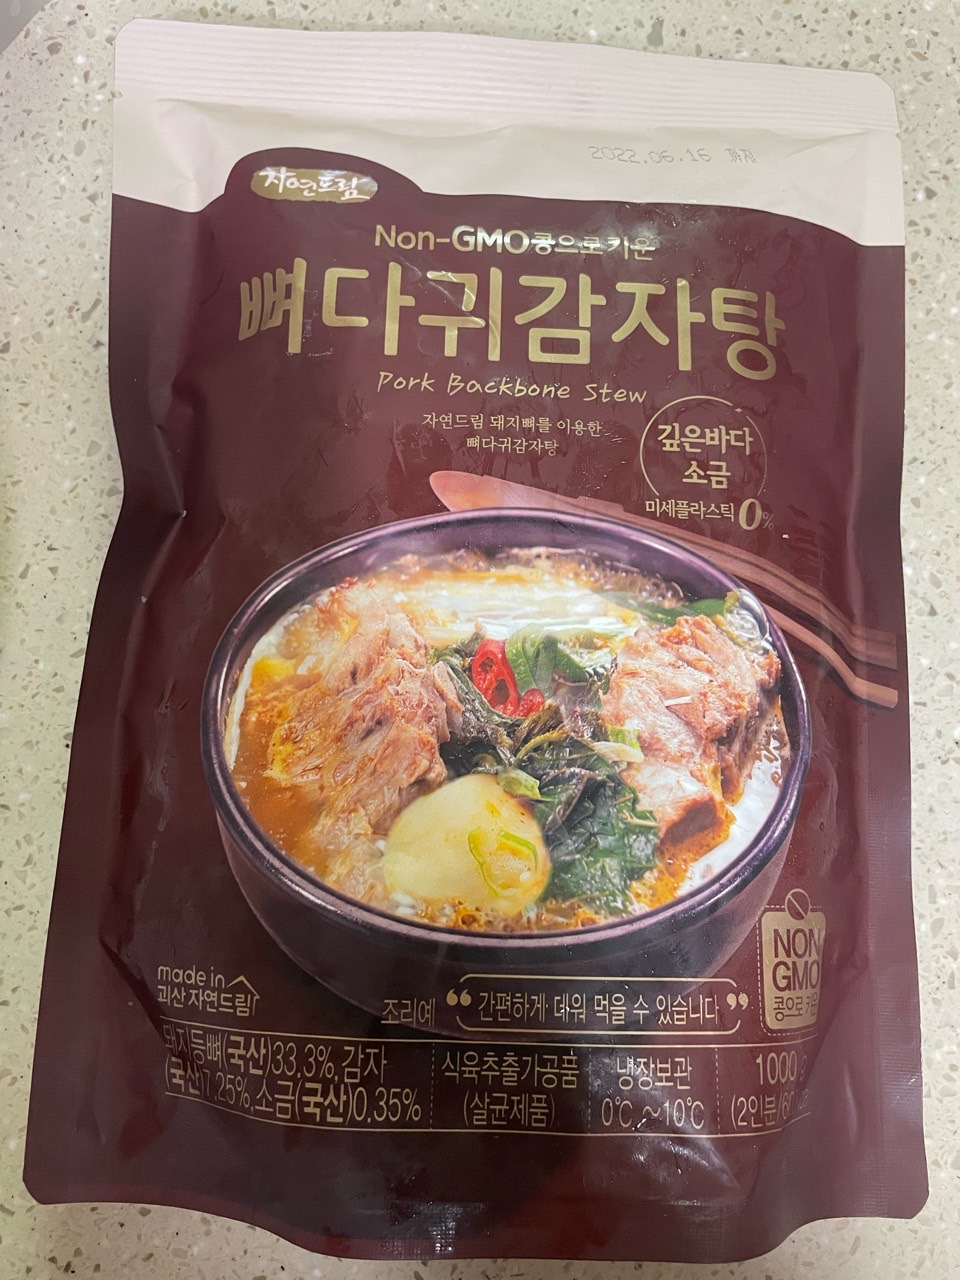 2022.06.16
자연드림
Non-GMO콩으로키운
뼈다귀감자탕
Pork Backbone Stew
자연드림 돼지뼈를 이용한
뼈다귀감자탕
깊은바다
소금
미세플라스틱 0%
NON
GMO
콩으로 키운
made in
괴산 자연드림
조리예 “간편하게 데워 먹을 수 있습니다”
돼지등뼈(국산)33.3%, 감자
(국산)7.25%, 소금(국산)0.35%
식육추출가공품
(살균제품)
냉장보관
0℃ ~10℃
1000
(2인분/